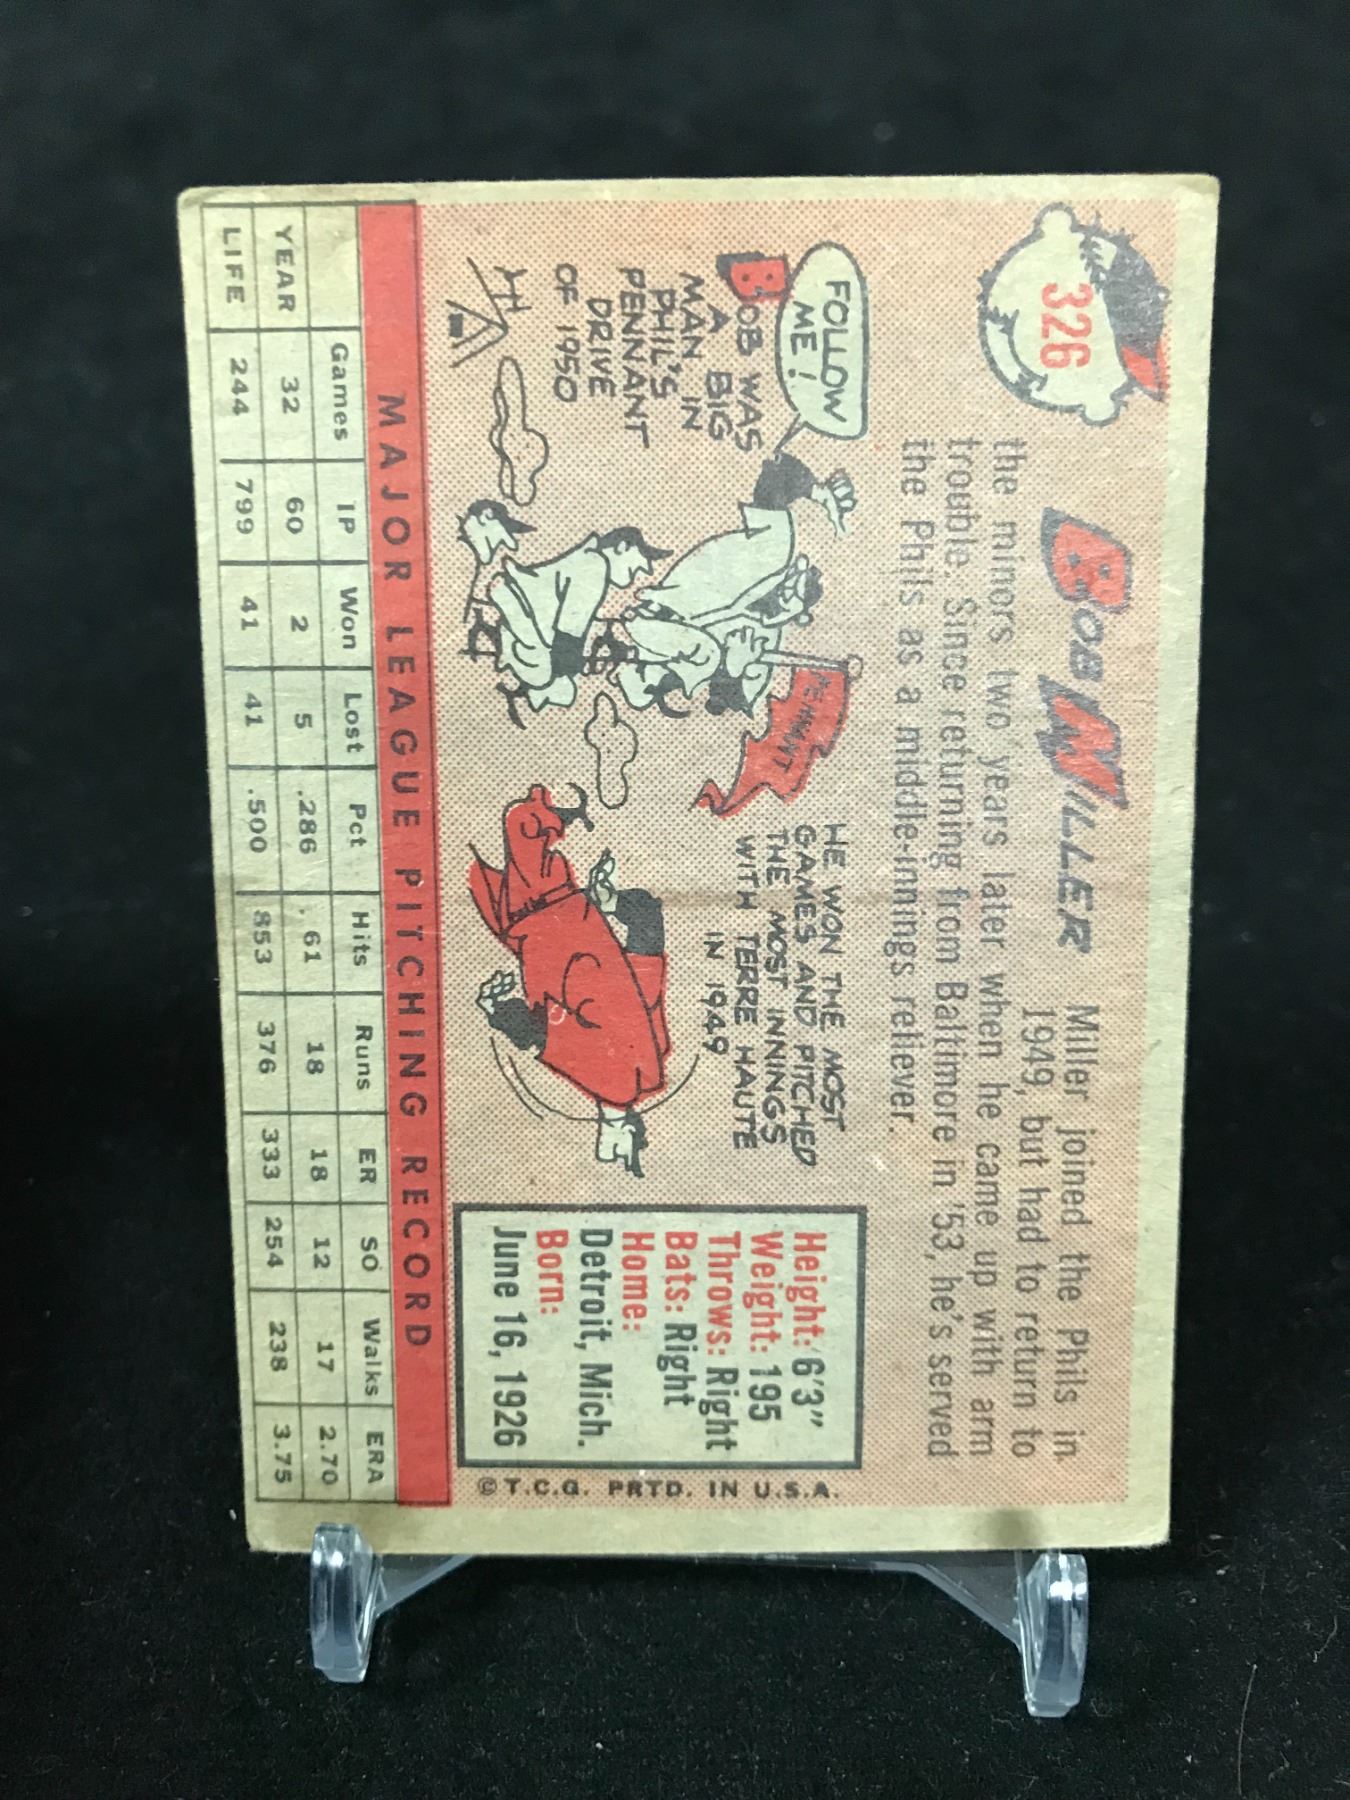 326
BOB MILLER
Miller joined the Phils in
1949, but had to return to
the minors two years later when he came up with arm
trouble. Since returning from Baltimore in '53, he's served
the Phils as a middle-innings reliever.
FOLLOW
ME!
BOB WAS
A BIG
MAN IN
PHIL'S
PENNANT
DRIVE
OF 1950
PENNANT
HE WON THE MOST
GAMES AND PITCHED
THE MOST INNINGS
WITH TERRE HAUTE
IN 1949
Height: 6'3"
Weight: 195
Throws: Right
Bats: Right
Home:
Detroit, Mich.
Born:
June 16, 1926
© T.C.G. PRTD. IN U.S.A.
MAJOR LEAGUE PITCHING RECORD
Games IP Won Lost Pct Hits Runs ER SO Walks ERA
YEAR 32 60 2 5 .286 61 18 18 12 17 2.70
LIFE 244 799 41 41 .500 853 376 333 254 238 3.75